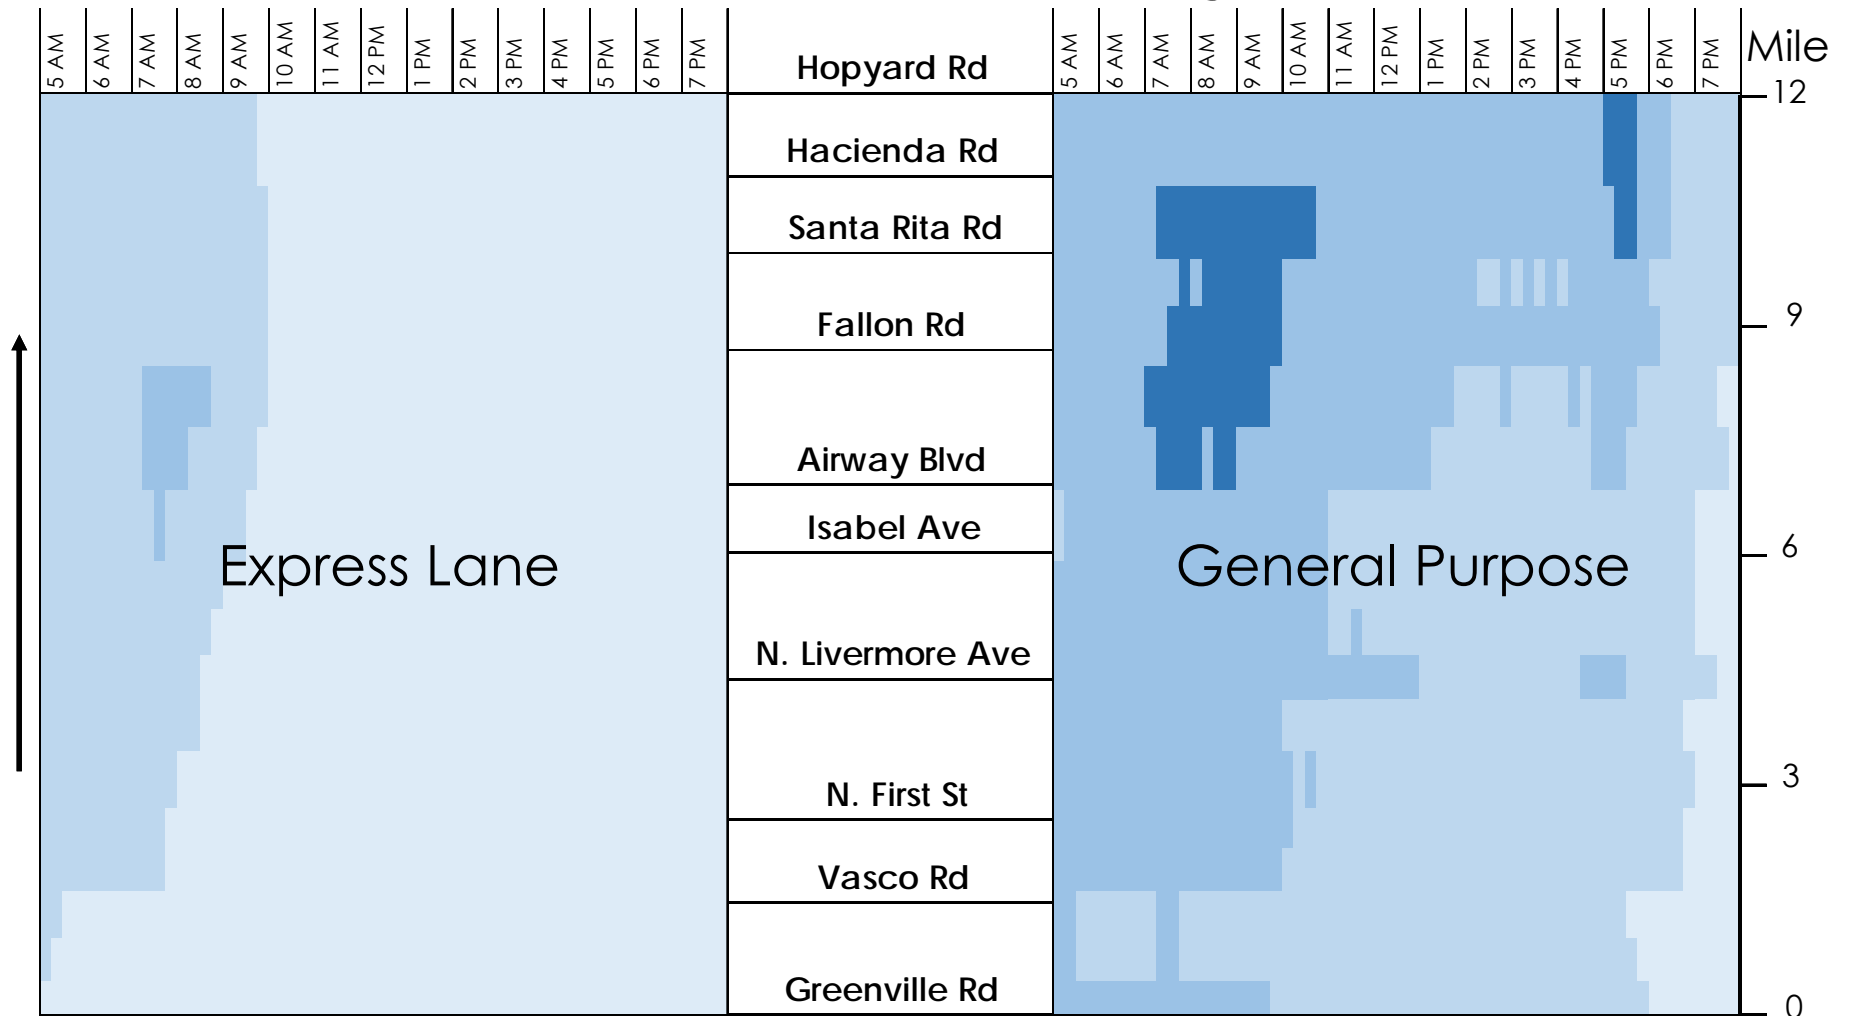 5 AM
6 AM
7 AM
8 AM
9 AM
10 AM
11 AM
12 PM
1 PM
2 PM
3 PM
4 PM
5 PM
6 PM
7 PM
Hopyard Rd
Hacienda Rd
Santa Rita Rd
Fallon Rd
Airway Blvd
Isabel Ave
N. Livermore Ave
N. First St
Vasco Rd
Greenville Rd
Express Lane
5 AM
6 AM
7 AM
8 AM
9 AM
10 AM
11 AM
12 PM
1 PM
2 PM
3 PM
4 PM
5 PM
6 PM
7 PM
General Purpose
Mile
12
9
6
3
0